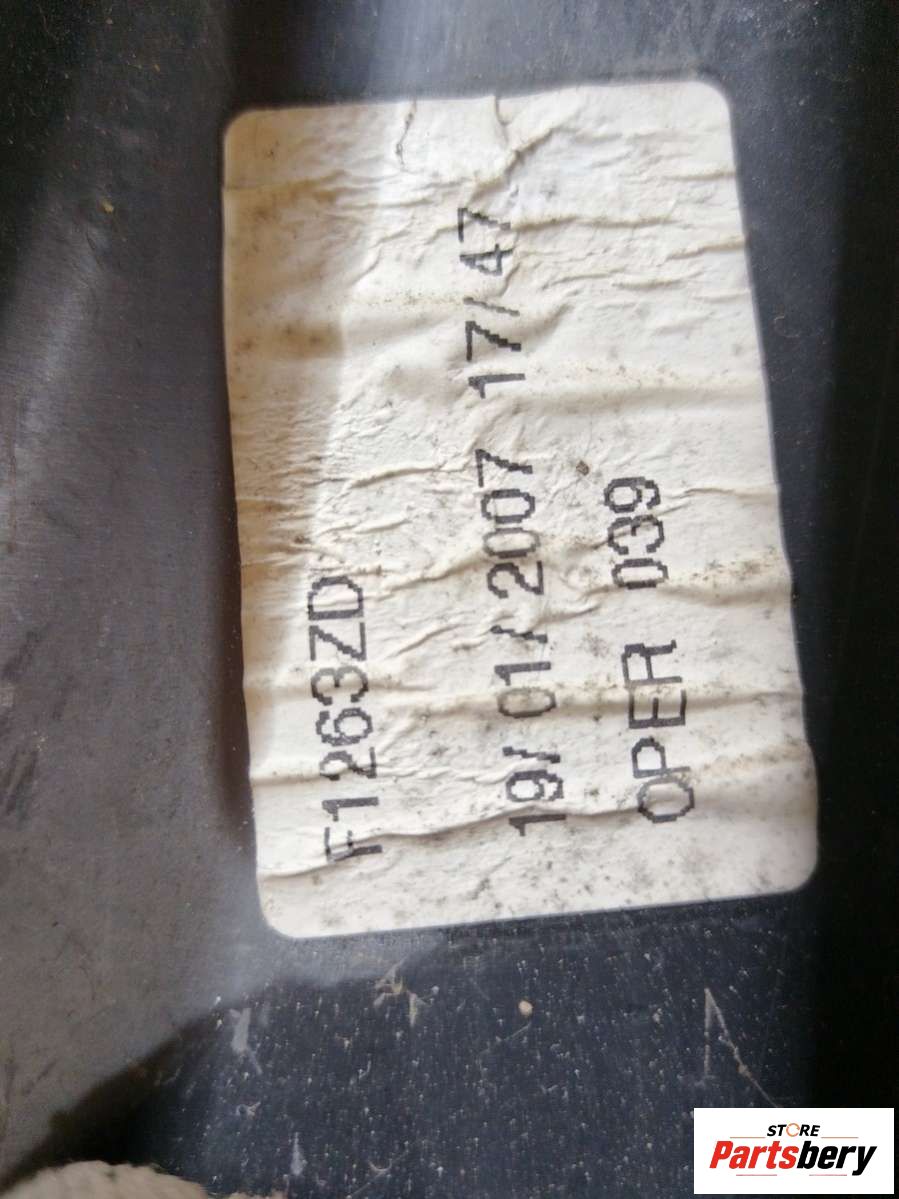 F1263ZD
19/01/2007 17/47
OPER 039
STORE
Partsbery